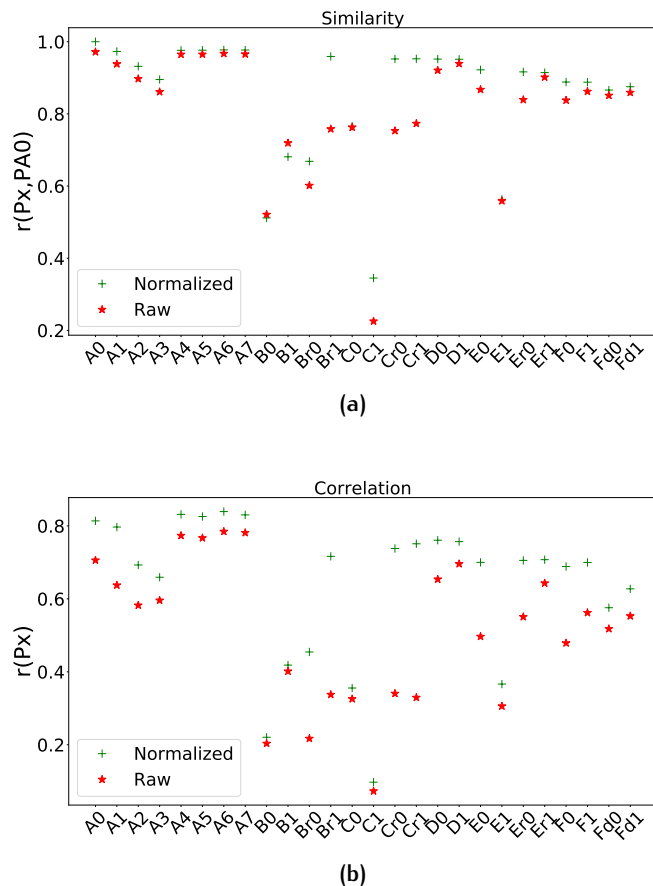 Similarity
1.0
0.8
0.6
0.4
0.2
r(Px,PA0)
Normalized
Raw
A0 A1 A2 A3 A4 A5 A6 A7 B0 B1 Br0 Br1 C0 C1 Cr0 Cr1 D0 D1 E0 E1 Er0 Er1 F0 F1 Fd0 Fd1
(a)
Correlation
0.8
0.6
0.4
0.2
r(Px)
Normalized
Raw
A0 A1 A2 A3 A4 A5 A6 A7 B0 B1 Br0 Br1 C0 C1 Cr0 Cr1 D0 D1 E0 E1 Er0 Er1 F0 F1 Fd0 Fd1
(b)